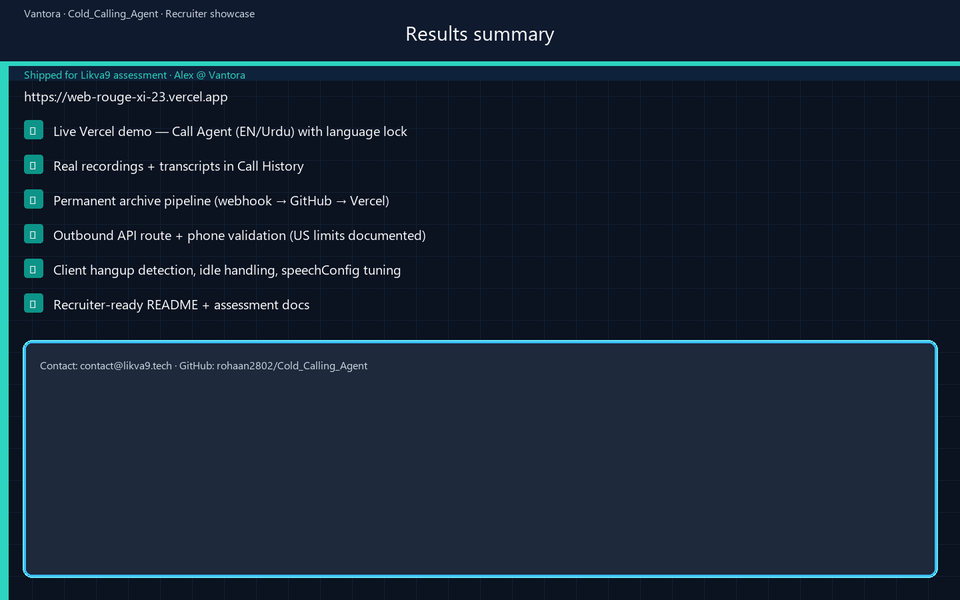 Vantora · Cold_Calling_Agent · Recruiter showcase
Results summary
Shipped for Likva9 assessment · Alex @ Vantora
https://web-rouge-xi-23.vercel.app
Live Vercel demo — Call Agent (EN/Urdu) with language lock
Real recordings + transcripts in Call History
Permanent archive pipeline (webhook → GitHub → Vercel)
Outbound API route + phone validation (US limits documented)
Client hangup detection, idle handling, speechConfig tuning
Recruiter-ready README + assessment docs
Contact: contact@likva9.tech · GitHub: rohaan2802/Cold_Calling_Agent